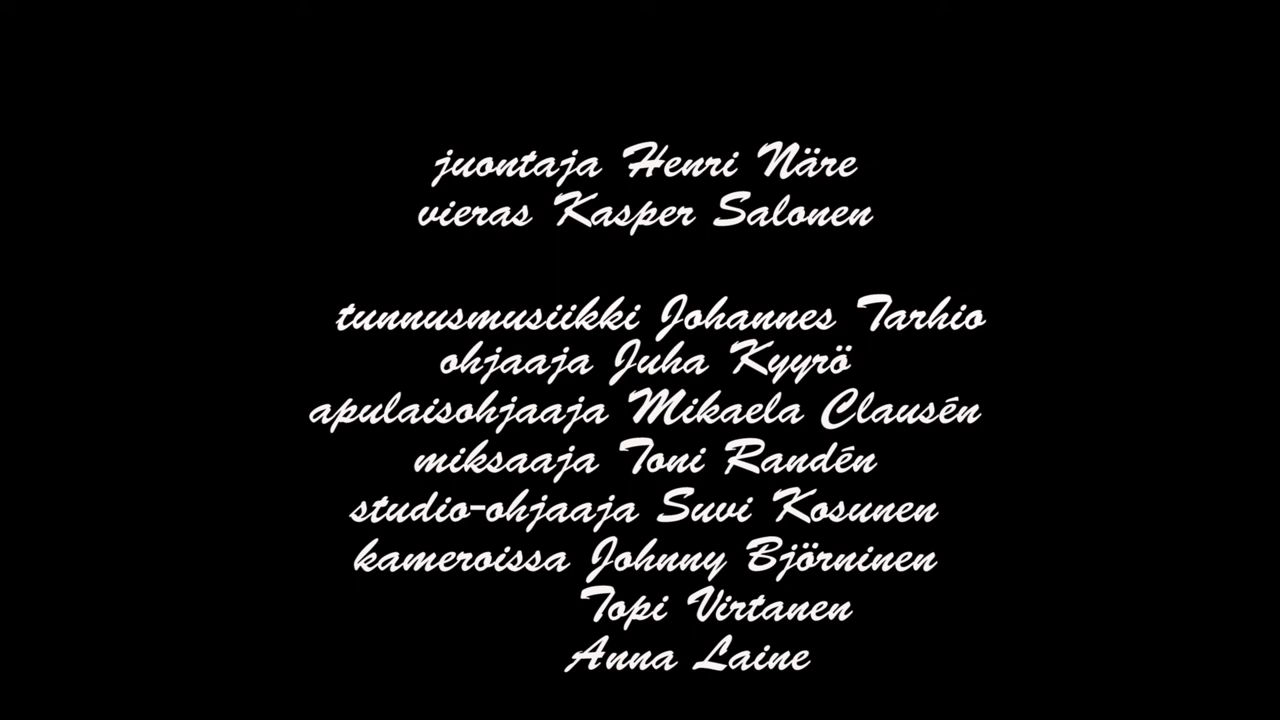 juontaja Henri Näre
vieras Kasper Salonen
tunnusmusiikki Johannes Tarhio
ohjaaja Juha Kyyrö
apulaisohjaaja Mikaela Clausén
miksaaja Toni Randén
studio-ohjaaja Suvi Kosunen
kameroissa Johnny Björninen
Topi Virtanen
Anna Laine